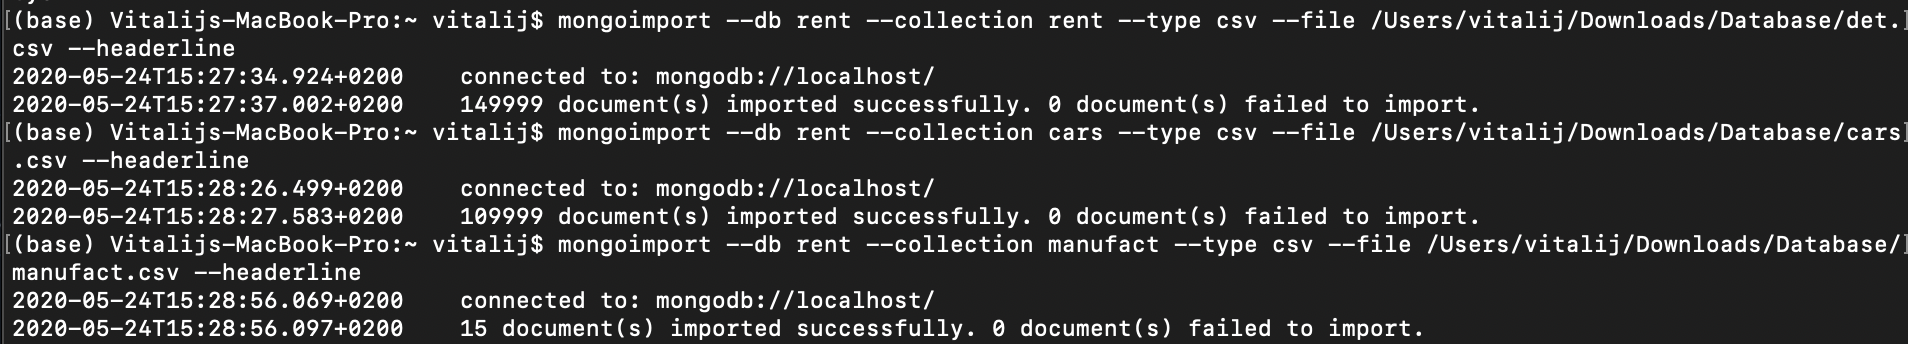 [(base) Vitalijs-MacBook-Pro:~ vitalij$ mongoimport --db rent --collection rent --type csv --file /Users/vitalij/Downloads/Database/det.]
csv --headerline
2020-05-24T15:27:34.924+0200    connected to: mongodb://localhost/
2020-05-24T15:27:37.002+0200    149999 document(s) imported successfully. 0 document(s) failed to import.
[(base) Vitalijs-MacBook-Pro:~ vitalij$ mongoimport --db rent --collection cars --type csv --file /Users/vitalij/Downloads/Database/cars]
.csv --headerline
2020-05-24T15:28:26.499+0200    connected to: mongodb://localhost/
2020-05-24T15:28:27.583+0200    109999 document(s) imported successfully. 0 document(s) failed to import.
[(base) Vitalijs-MacBook-Pro:~ vitalij$ mongoimport --db rent --collection manufact --type csv --file /Users/vitalij/Downloads/Database/]
manufact.csv --headerline
2020-05-24T15:28:56.069+0200    connected to: mongodb://localhost/
2020-05-24T15:28:56.097+0200    15 document(s) imported successfully. 0 document(s) failed to import.